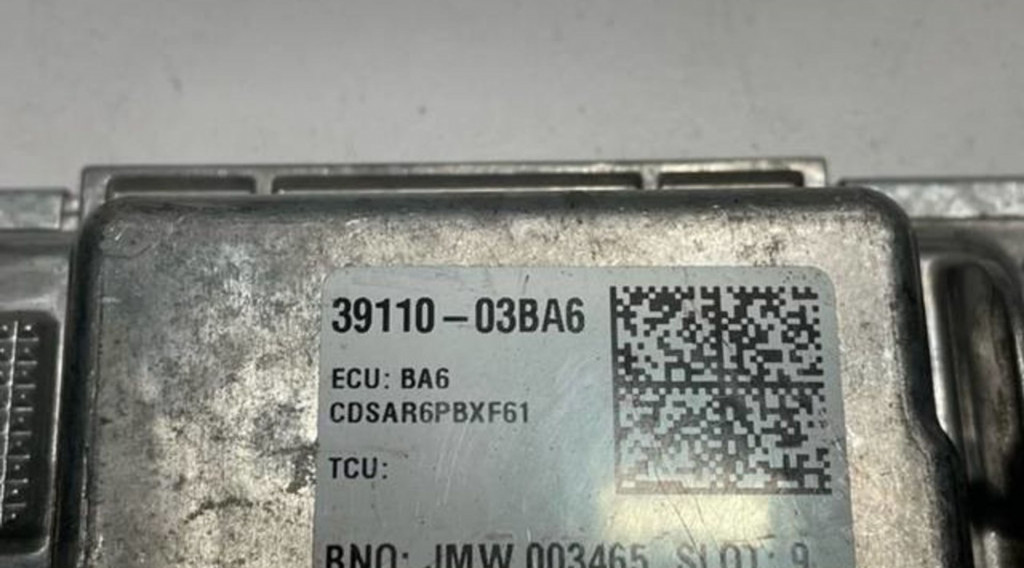 39110-03BA6
ECU: BA6
CDSAR6PBXF61
TCU:
BNO: JMW 003465 SLOT: 9